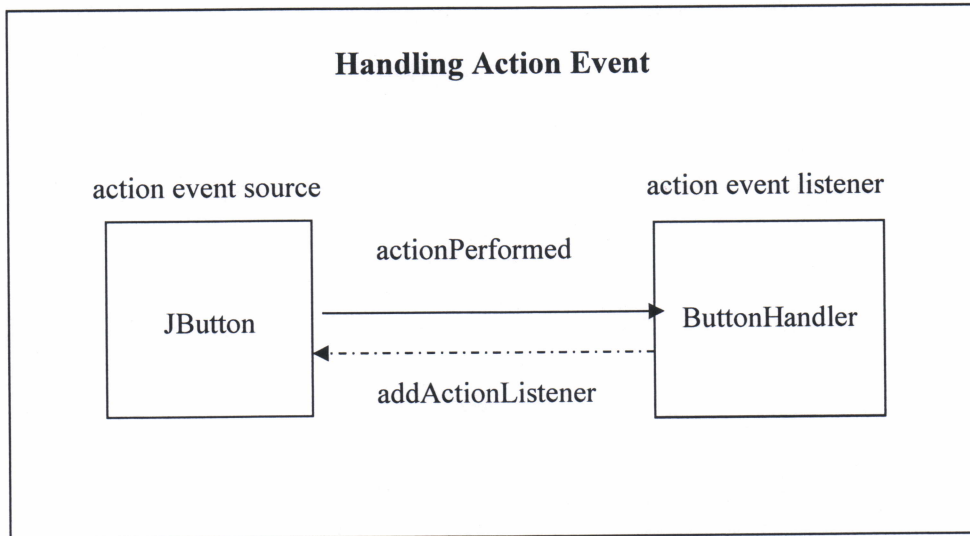 Handling Action Event
action event source
action event listener
actionPerformed
JButton
ButtonHandler
addActionListener